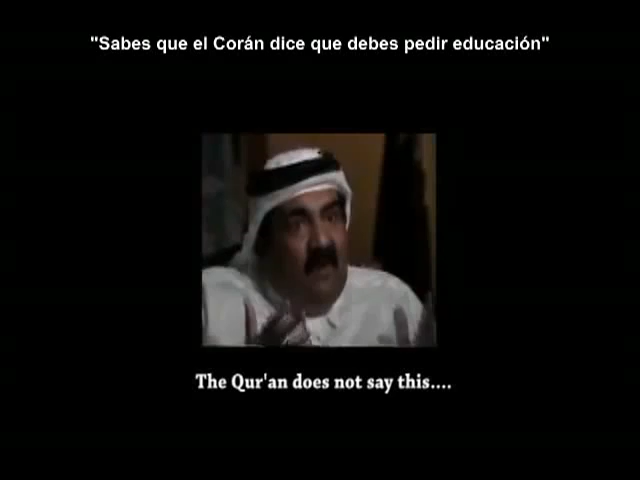 "Sabes que el Corán dice que debes pedir educación"
The Qur'an does not say this....